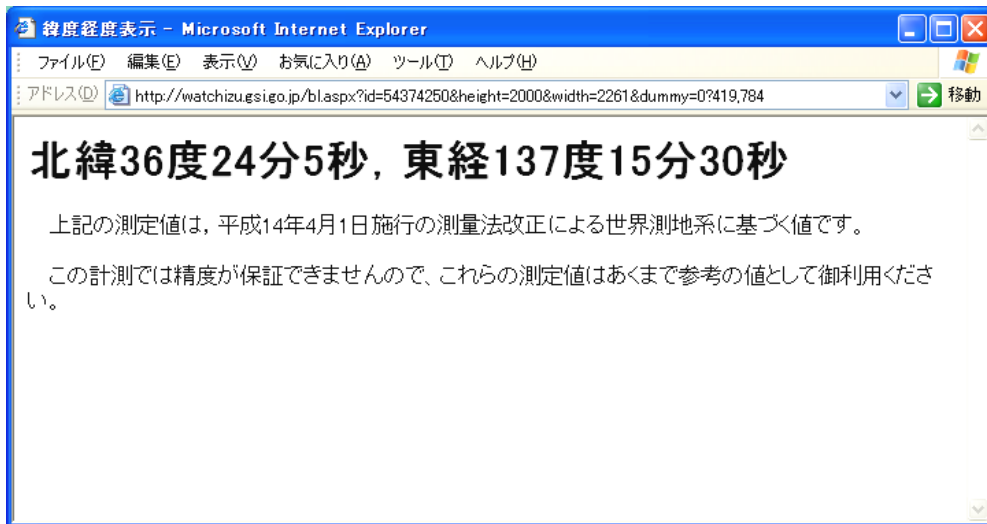 緯度経度表示 - Microsoft Internet Explorer
ファイル(F) 編集(E) 表示(V) お気に入り(A) ツール(T) ヘルプ(H)
アドレス(D) http://watchizu.gsi.go.jp/bl.aspx?id=54374250&height=2000&width=2261&dummy=0?419,784 移動
北緯36度24分5秒，東経137度15分30秒
上記の測定値は，平成14年4月1日施行の測量法改正による世界測地系に基づく値です。
この計測では精度が保証できませんので、これらの測定値はあくまで参考の値として御利用くださ
い。